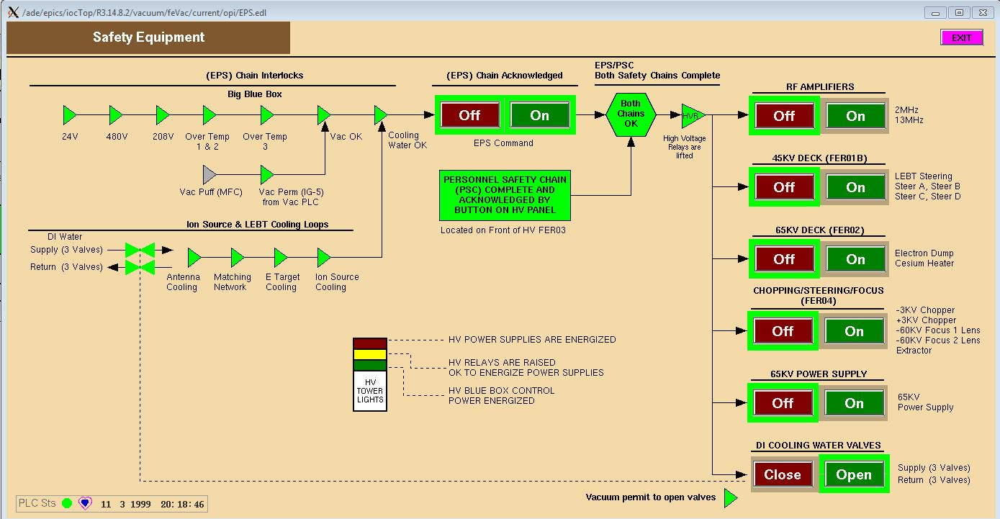 /ade/epics/iocTop/R3.14.8.2/vacuum/feVac/current/opi/EPS.edl
Safety Equipment
EXIT
(EPS) Chain Interlocks
Big Blue Box
24V
480V
208V
Over Temp
1 & 2
Over Temp
3
Vac OK
Cooling
Water OK
Vac Puff (MFC)
Vac Perm (IG-5)
from Vac PLC
Ion Source & LEBT Cooling Loops
DI Water
Supply (3 Valves)
Return (3 Valves)
Antenna
Cooling
Matching
Network
E Target
Cooling
Ion Source
Cooling
(EPS) Chain Acknowledged
Off On
EPS Command
PERSONNEL SAFETY CHAIN
(PSC) COMPLETE AND
ACKNOWLEDGED BY
BUTTON ON HV PANEL
Located on Front of HV FER03
EPS/PSC
Both Safety Chains Complete
Both
Chains
OK
HVR
High Voltage
Relays are
lifted
RF AMPLIFIERS
Off On
2MHz
13MHz
45KV DECK (FER01B)
Off On
LEBT Steering
Steer A, Steer B
Steer C, Steer D
65KV DECK (FER02)
Off On
Electron Dump
Cesium Heater
CHOPPING/STEERING/FOCUS
(FER04)
Off On
-3KV Chopper
+3KV Chopper
-60KV Focus 1 Lens
-60KV Focus 2 Lens
Extractor
65KV POWER SUPPLY
Off On
65KV
Power Supply
DI COOLING WATER VALVES
Close Open
Supply (3 Valves)
Return (3 Valves)
Vacuum permit to open valves
HV
TOWER
LIGHTS
HV POWER SUPPLIES ARE ENERGIZED
HV RELAYS ARE RAISED
OK TO ENERGIZE POWER SUPPLIES
HV BLUE BOX CONTROL
POWER ENERGIZED
PLC Sts 11 3 1999 20: 18: 46